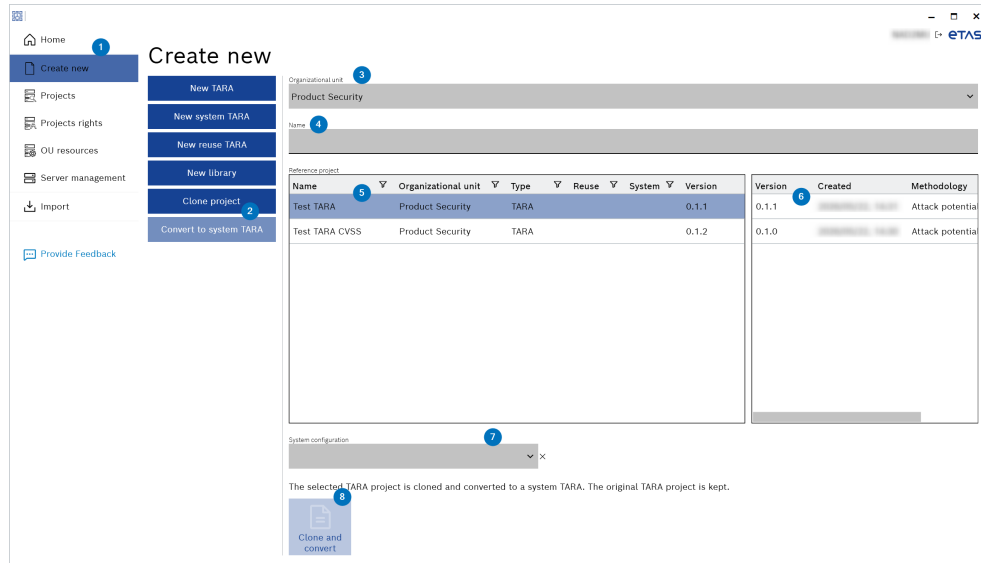 Home
ETAS
1
Create new
Create new
Projects
Projects rights
OU resources
Server management
Import
Provide Feedback
New TARA
New system TARA
New reuse TARA
New library
Clone project
2
Convert to system TARA
Organizational unit 3
Product Security
Name 4
Reference project
Name 5 Organizational unit Type Reuse System Version
Test TARA Product Security TARA 0.1.1
Test TARA CVSS Product Security TARA 0.1.2
Version 6 Created Methodology
0.1.1 Attack potential
0.1.0 Attack potential
System configuration 7
The selected TARA project is cloned and converted to a system TARA. The original TARA project is kept.
8
Clone and
convert